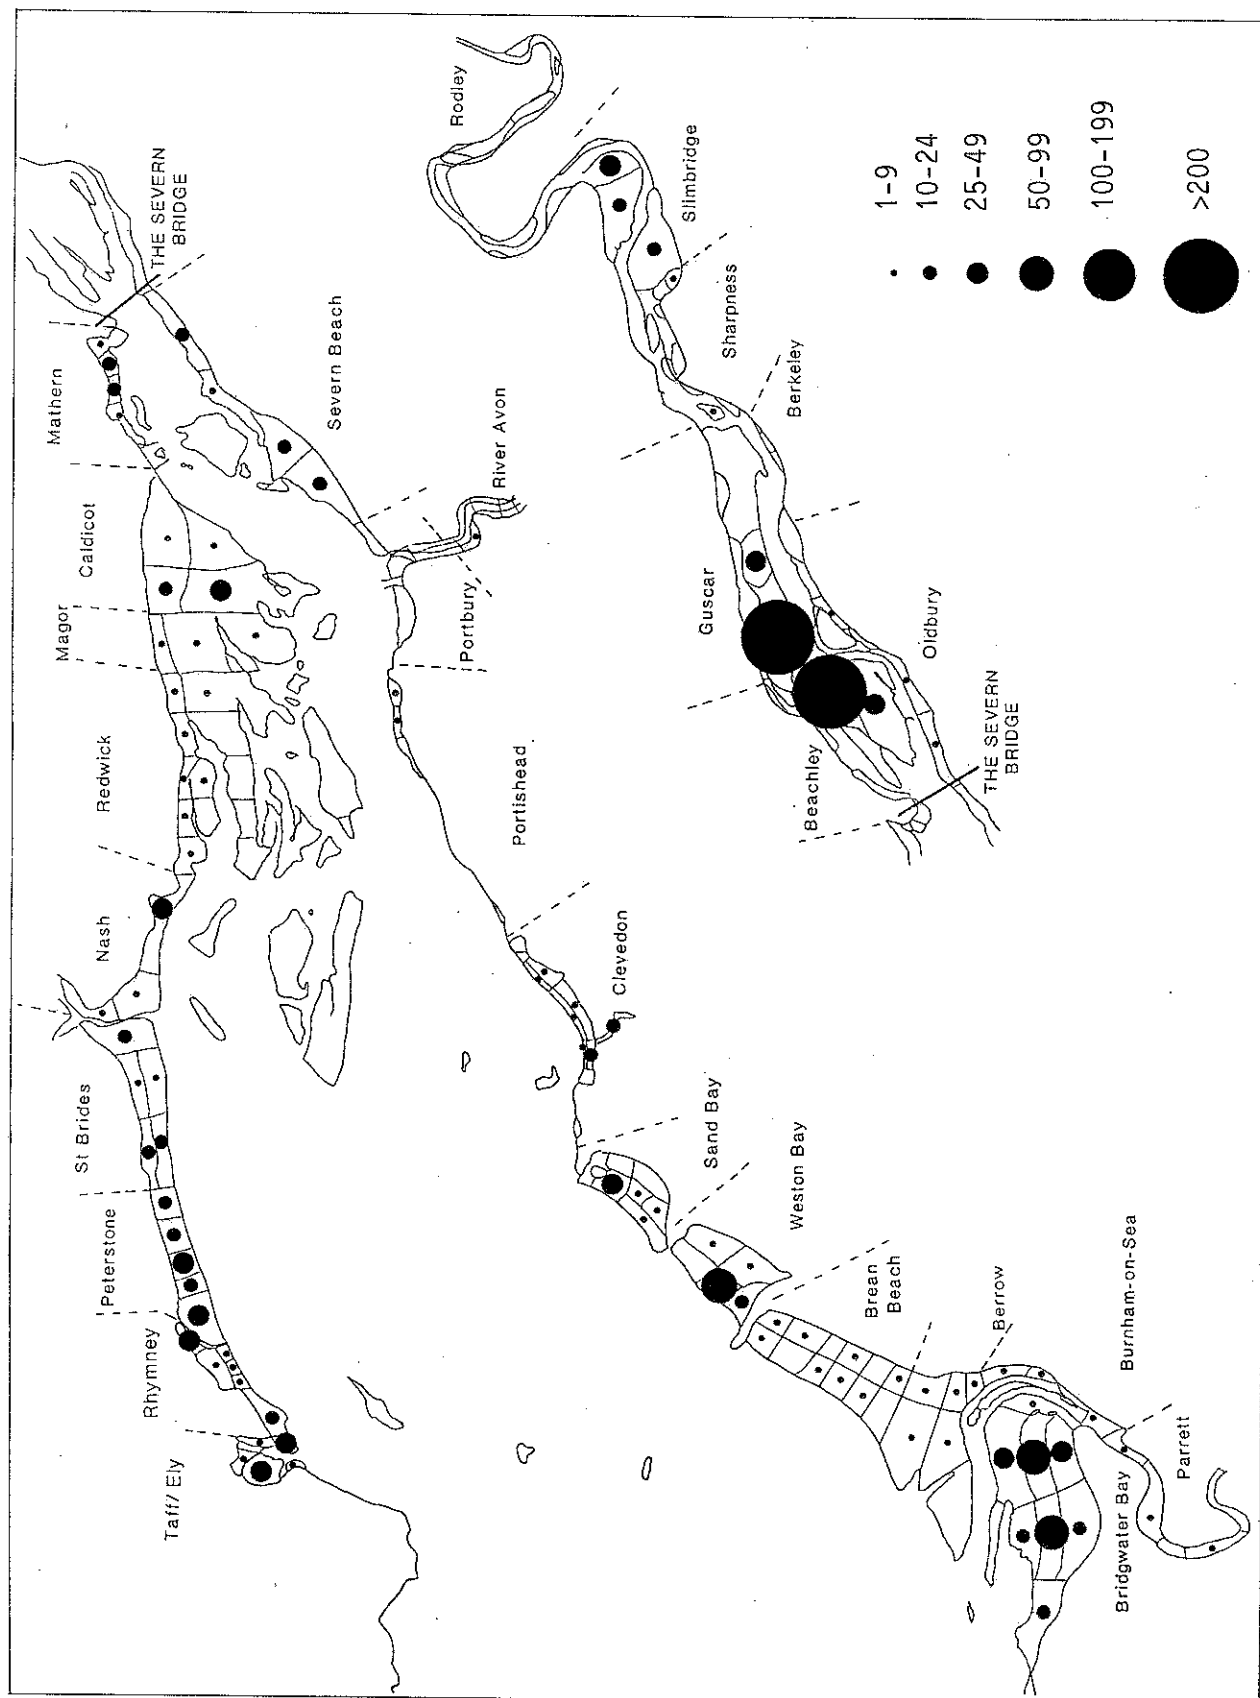 Taff/ Ely
Rhymney
Peterstone
St Brides
Nash
Redwick
Magor
Caldicot
Mathern
THE SEVERN
BRIDGE
Severn Beach
River Avon
Portbury
Portishead
Clevedon
Sand Bay
Weston Bay
Brean
Beach
Berrow
Burnham-on-Sea
Parrett
Bridgwater Bay
Rodley
Slimbridge
Sharpness
Berkeley
Guscar
Oldbury
Beachley
THE SEVERN
BRIDGE
1-9
10-24
25-49
50-99
100-199
>200